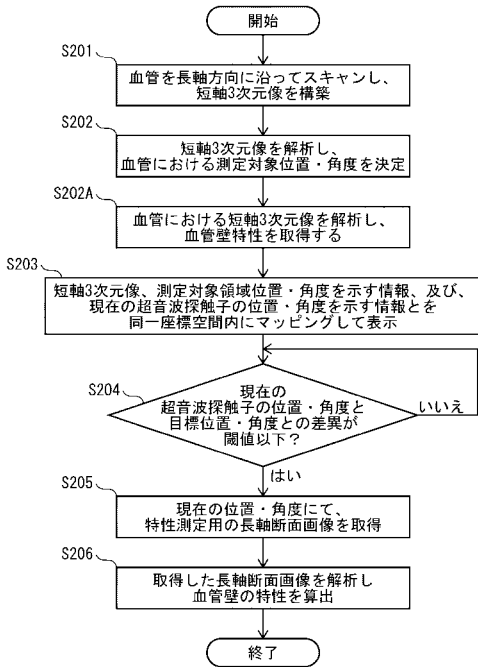 開始
S201
血管を長軸方向に沿ってスキャンし、
短軸3次元像を構築
S202
短軸3次元像を解析し、
血管における測定対象位置・角度を決定
S202A
血管における短軸3次元像を解析し、
血管壁特性を取得する
S203
短軸3次元像、測定対象領域位置・角度を示す情報、及び、
現在の超音波探触子の位置・角度を示す情報とを
同一座標空間内にマッピングして表示
S204
現在の
超音波探触子の位置・角度と
目標位置・角度との差異が
閾値以下？
いいえ
はい
S205
現在の位置・角度にて、
特性測定用の長軸断面画像を取得
S206
取得した長軸断面画像を解析し
血管壁の特性を算出
終了